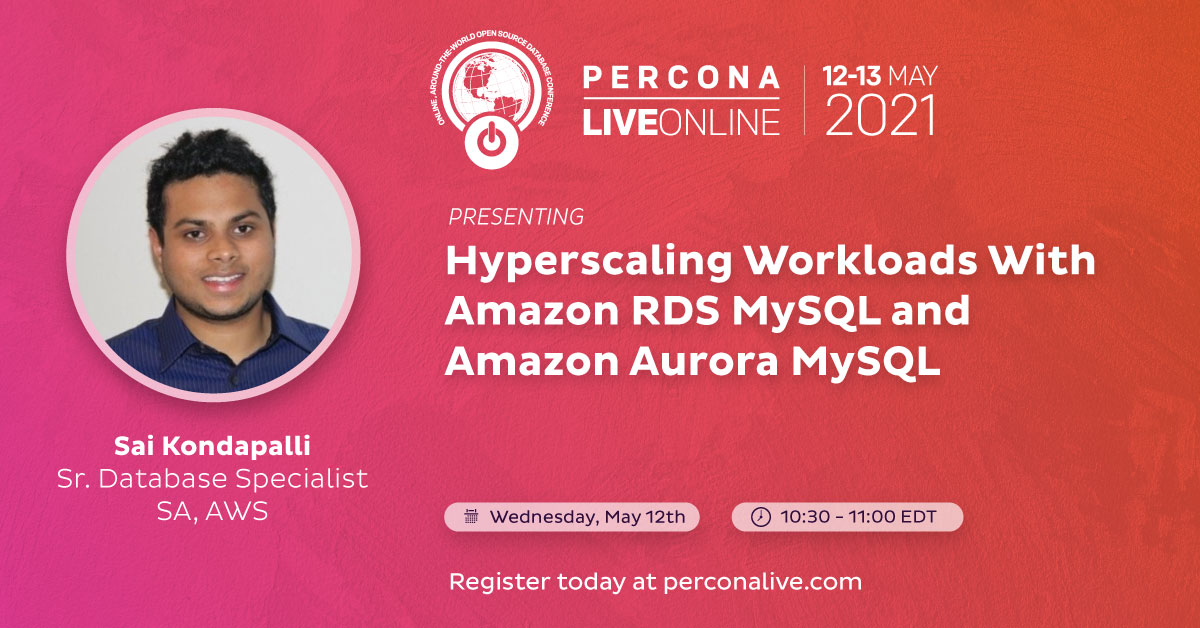 ONLINE, AROUND-THE-WORLD OPEN SOURCE DATABASE CONFERENCE
PERCONA
LIVEONLINE
12-13 MAY
2021
PRESENTING
Hyperscaling Workloads With
Amazon RDS MySQL and
Amazon Aurora MySQL
Sai Kondapalli
Sr. Database Specialist
SA, AWS
Wednesday, May 12th
10:30 - 11:00 EDT
Register today at perconalive.com